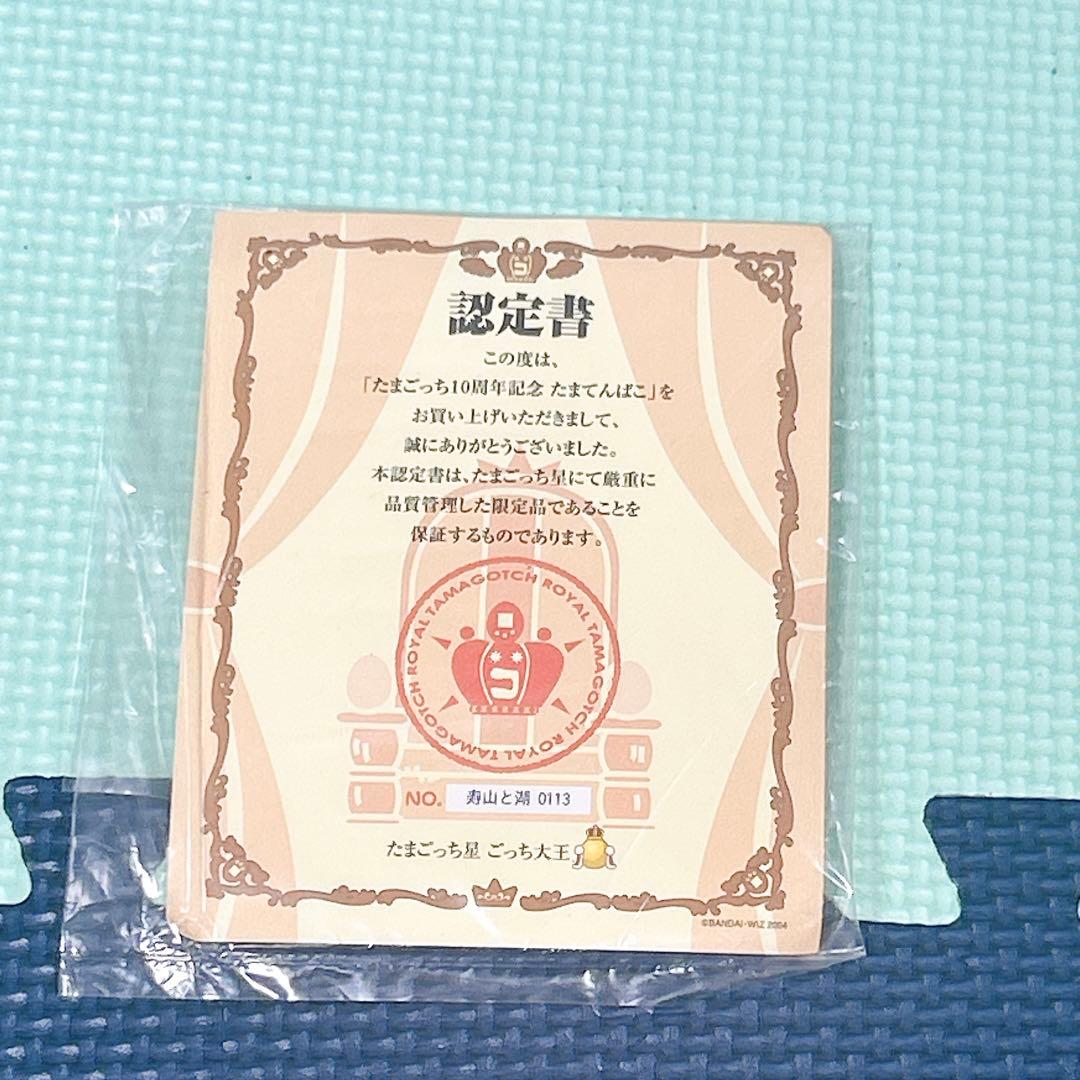 認定書
この度は、
「たまごっち10周年記念 たまてんばこ」を
お買い上げいただきまして、
誠にありがとうございました。
本認定書は、たまごっち星にて厳重に
品質管理した限定品であることを
保証するものであります。
ROYAL TAMAGOTCH ROYAL TAMAGOTCH ROYAL TAMAGOTCH
NO. 寿山と湖 0113
たまごっち星 ごっち大王
©BANDAI・WiZ 2004